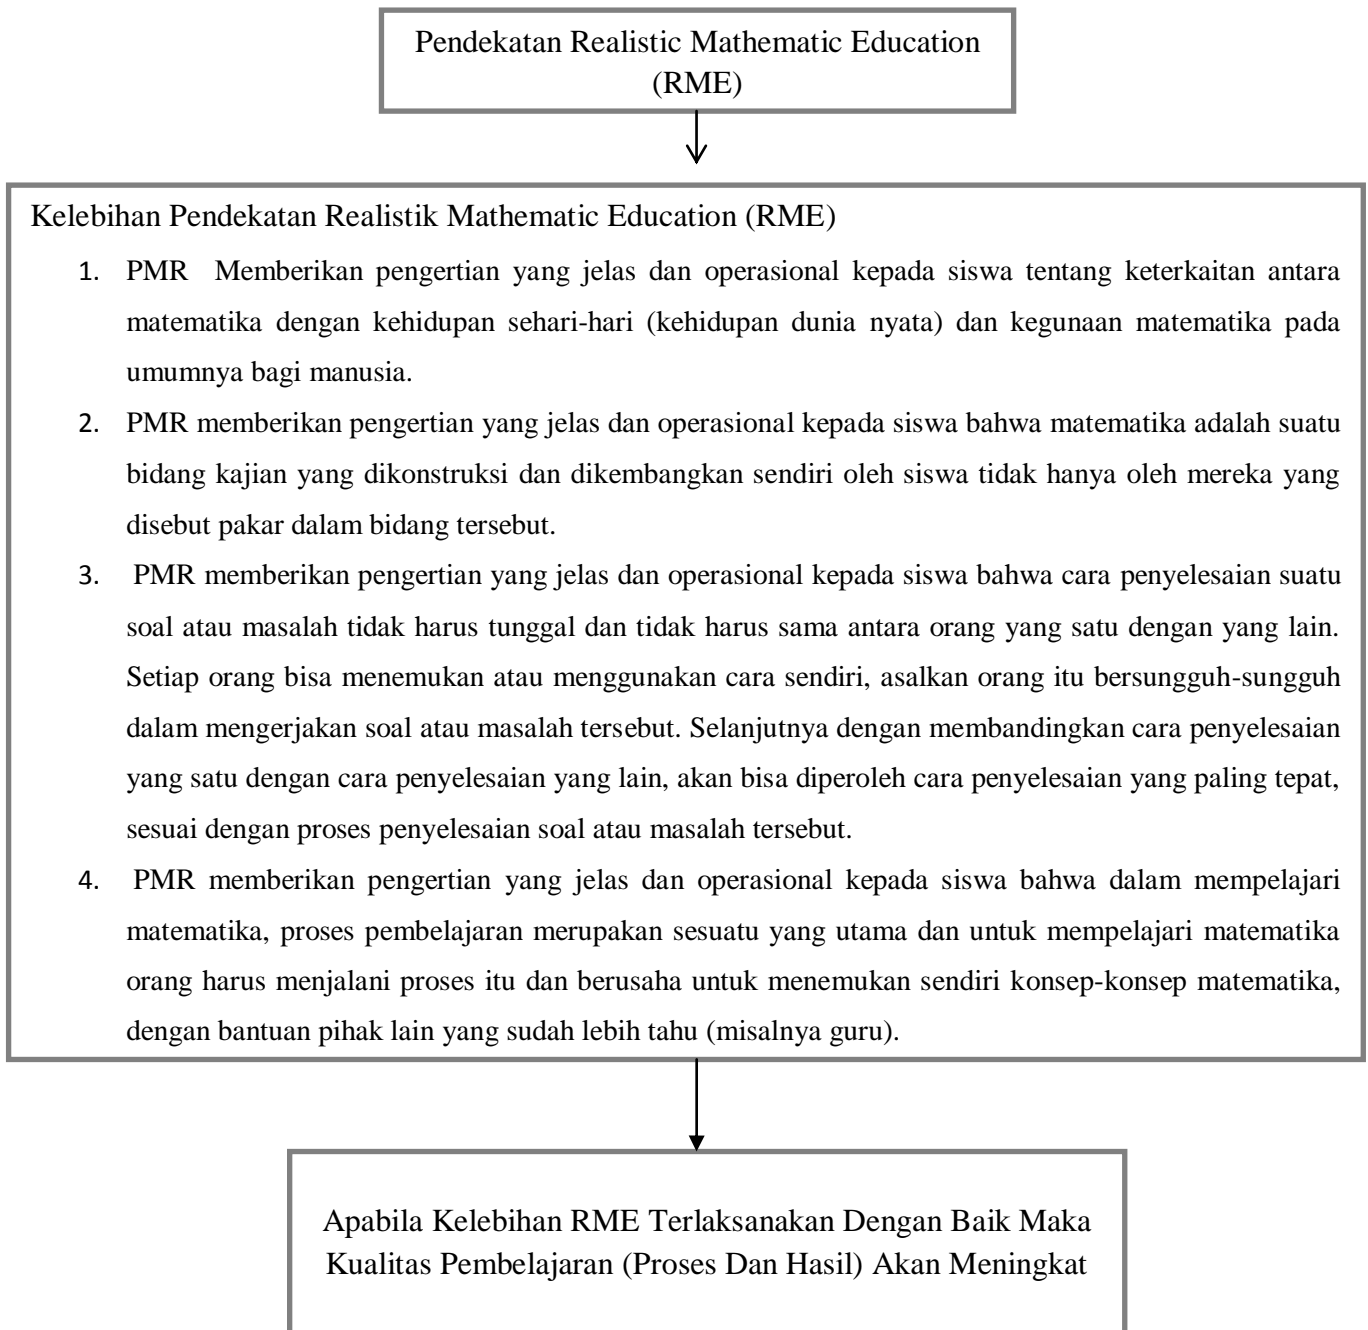 Pendekatan Realistic Mathematic Education
(RME)
Kelebihan Pendekatan Realistik Mathematic Education (RME)
1. PMR Memberikan pengertian yang jelas dan operasional kepada siswa tentang keterkaitan antara
matematika dengan kehidupan sehari-hari (kehidupan dunia nyata) dan kegunaan matematika pada
umumnya bagi manusia.
2. PMR memberikan pengertian yang jelas dan operasional kepada siswa bahwa matematika adalah suatu
bidang kajian yang dikonstruksi dan dikembangkan sendiri oleh siswa tidak hanya oleh mereka yang
disebut pakar dalam bidang tersebut.
3. PMR memberikan pengertian yang jelas dan operasional kepada siswa bahwa cara penyelesaian suatu
soal atau masalah tidak harus tunggal dan tidak harus sama antara orang yang satu dengan yang lain.
Setiap orang bisa menemukan atau menggunakan cara sendiri, asalkan orang itu bersungguh-sungguh
dalam mengerjakan soal atau masalah tersebut. Selanjutnya dengan membandingkan cara penyelesaian
yang satu dengan cara penyelesaian yang lain, akan bisa diperoleh cara penyelesaian yang paling tepat,
sesuai dengan proses penyelesaian soal atau masalah tersebut.
4. PMR memberikan pengertian yang jelas dan operasional kepada siswa bahwa dalam mempelajari
matematika, proses pembelajaran merupakan sesuatu yang utama dan untuk mempelajari matematika
orang harus menjalani proses itu dan berusaha untuk menemukan sendiri konsep-konsep matematika,
dengan bantuan pihak lain yang sudah lebih tahu (misalnya guru).
Apabila Kelebihan RME Terlaksanakan Dengan Baik Maka
Kualitas Pembelajaran (Proses Dan Hasil) Akan Meningkat